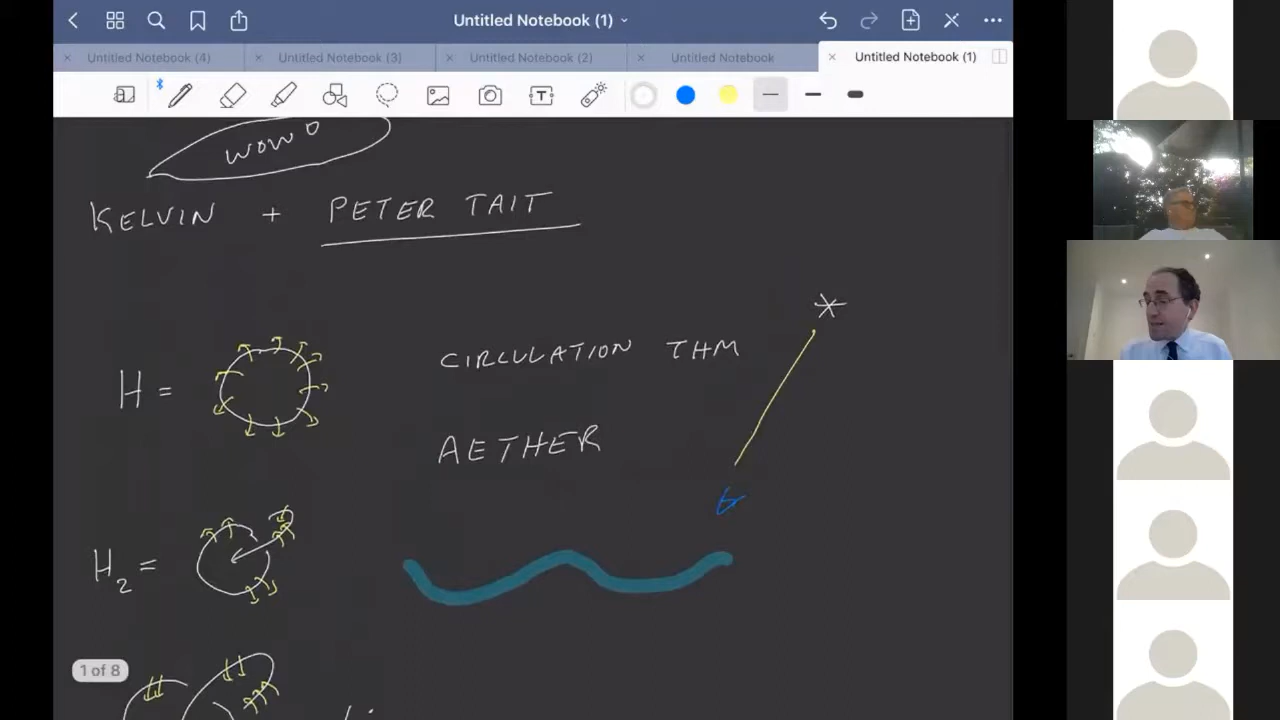 Untitled Notebook (1)
Untitled Notebook (4)
Untitled Notebook (3)
Untitled Notebook (2)
Untitled Notebook
Untitled Notebook (1)
T
WOW
KELVIN + PETER TAIT
CIRCULATION THM
H =
AETHER
H2 =
1 of 8